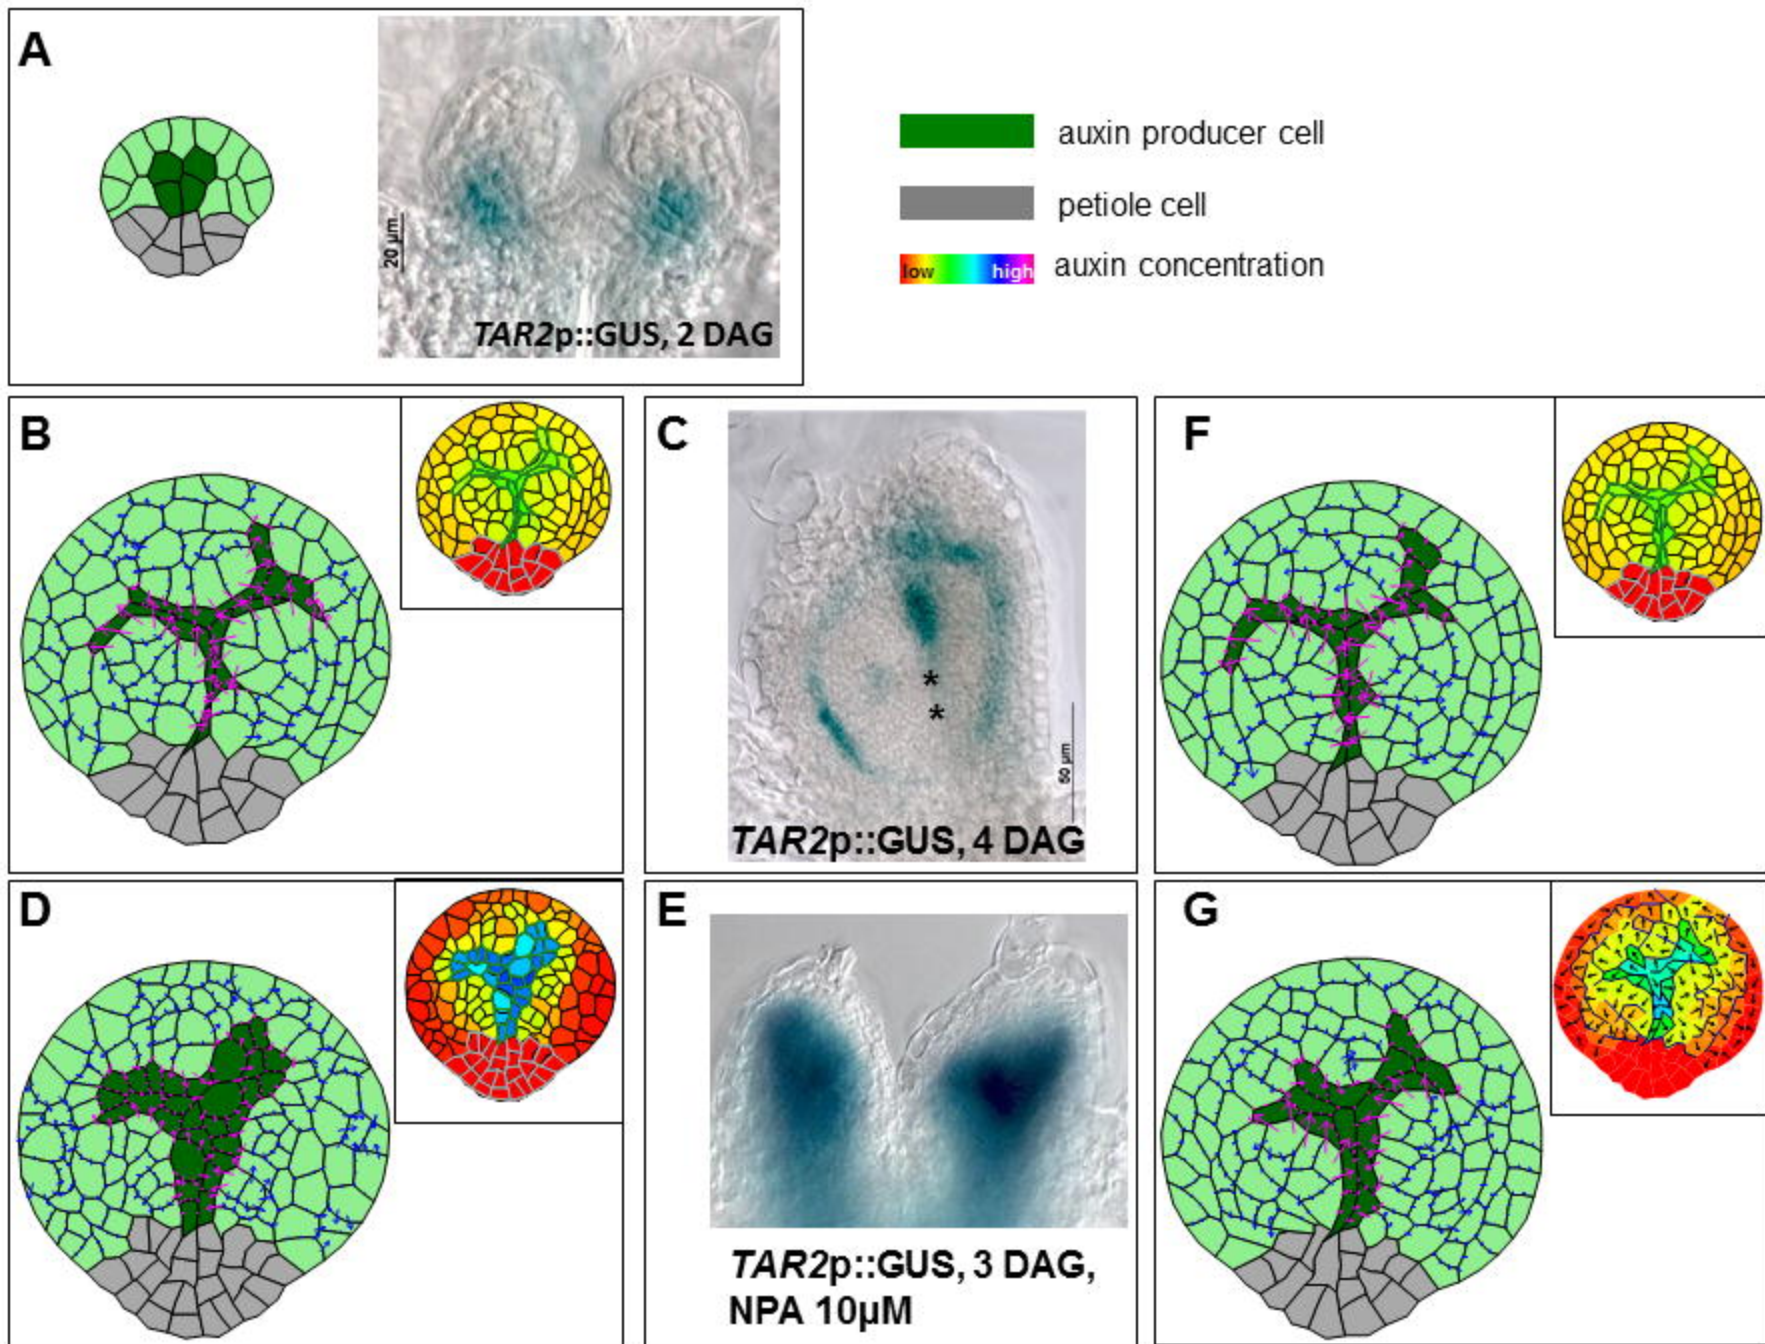 A
20 µm
TAR2p::GUS, 2 DAG
auxin producer cell
petiole cell
low high auxin concentration
B
C
*
*
50 µm
TAR2p::GUS, 4 DAG
F
D
E
TAR2p::GUS, 3 DAG,
NPA 10µM
G